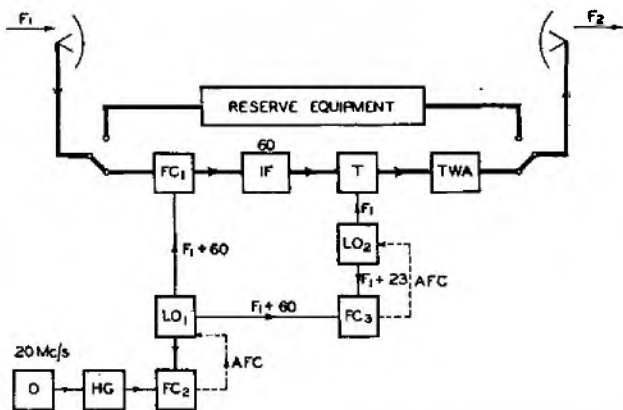 F₁
F₂
RESERVE EQUIPMENT
60
FC₁
IF
T
TWA
F₁
F₁ + 60
LO₂
F₁ + 23
AFC
LO₁
F₁ + 60
FC₃
20 Mc/s
AFC
O
HG
FC₂